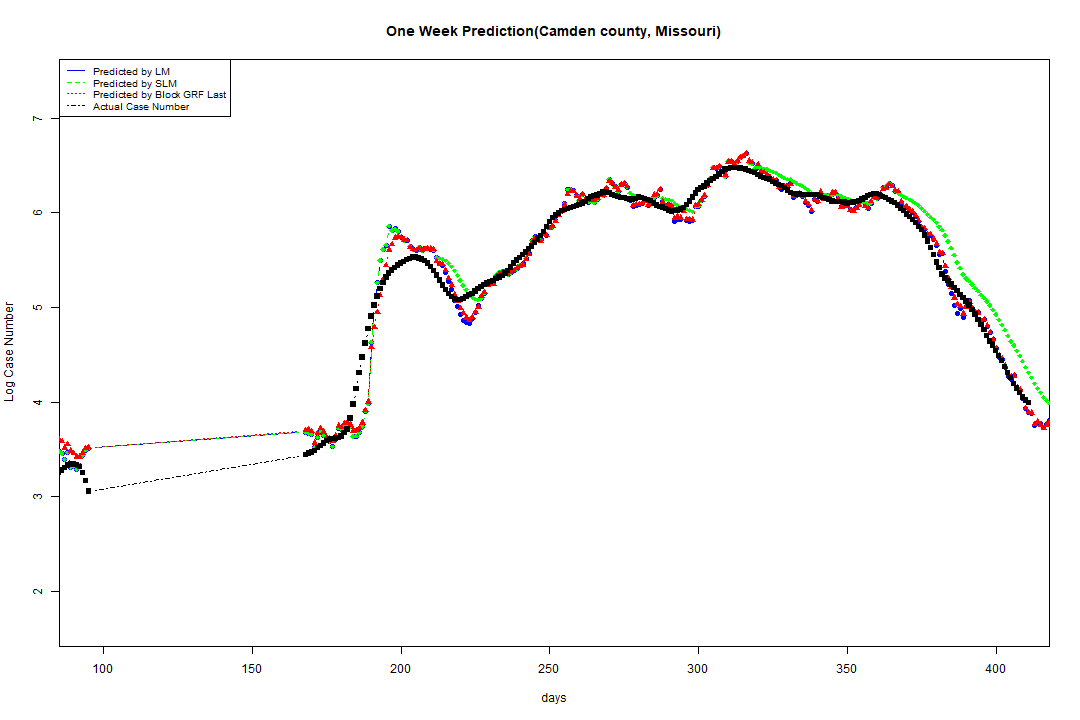 One Week Prediction(Camden county, Missouri)
Predicted by LM
Predicted by SLM
Predicted by Block GRF Last
Actual Case Number
Log Case Number
7
6
5
4
3
2
100 150 200 250 300 350 400
days